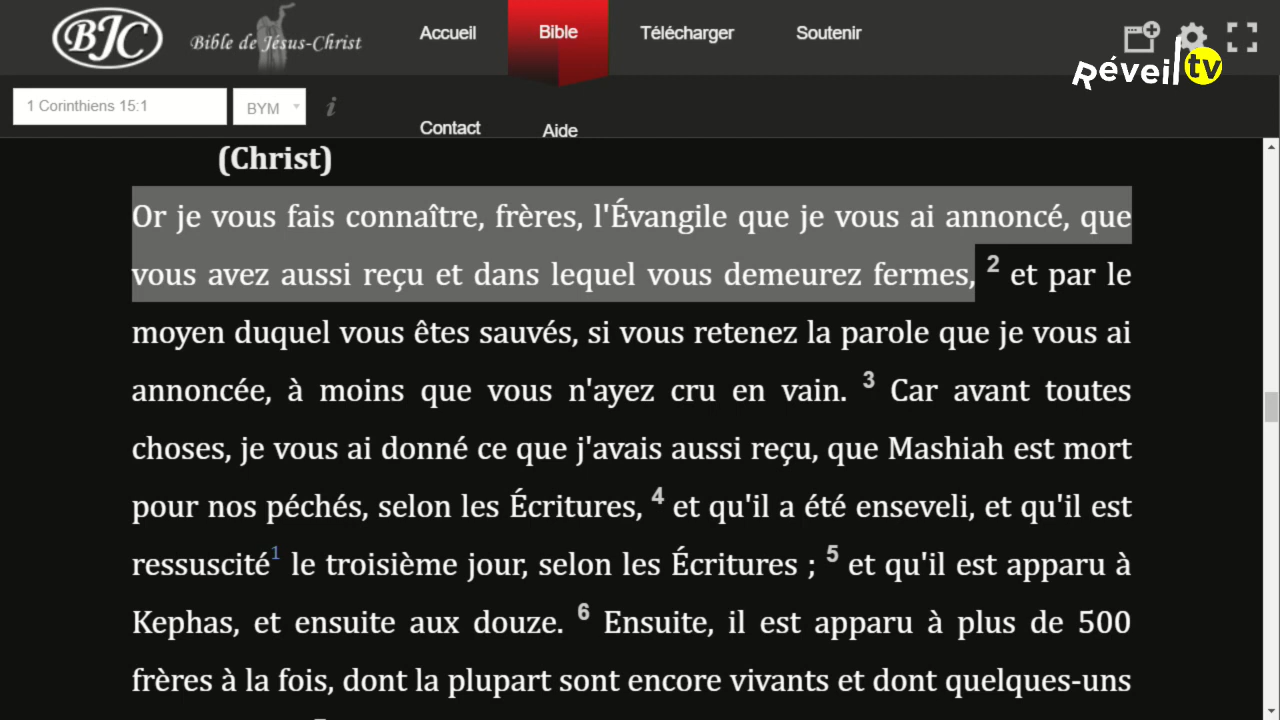 BJC Bible de Jésus-Christ Accueil Bible Télécharger Soutenir
Réveil tv
1 Corinthiens 15:1 BYM i
Contact Aide
(Christ)
Or je vous fais connaître, frères, l'Évangile que je vous ai annoncé, que
vous avez aussi reçu et dans lequel vous demeurez fermes, 2 et par le
moyen duquel vous êtes sauvés, si vous retenez la parole que je vous ai
annoncée, à moins que vous n'ayez cru en vain. 3 Car avant toutes
choses, je vous ai donné ce que j'avais aussi reçu, que Mashiah est mort
pour nos péchés, selon les Écritures, 4 et qu'il a été enseveli, et qu'il est
ressuscité1 le troisième jour, selon les Écritures ; 5 et qu'il est apparu à
Kephas, et ensuite aux douze. 6 Ensuite, il est apparu à plus de 500
frères à la fois, dont la plupart sont encore vivants et dont quelques-uns